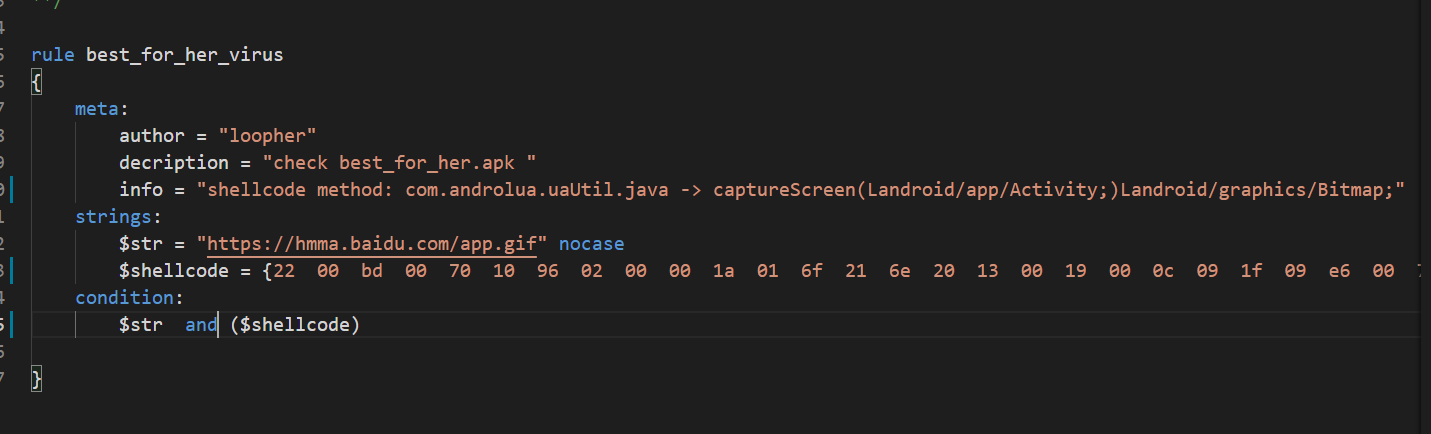 rule best_for_her_virus
{
meta:
author = "loopher"
decription = "check best_for_her.apk "
info = "shellcode method: com.androlua.uaUtil.java -> captureScreen(Landroid/app/Activity;)Landroid/graphics/Bitmap;"
strings:
$str = "https://hmma.baidu.com/app.gif" nocase
$shellcode = {22 00 bd 00 70 10 96 02 00 00 1a 01 6f 21 6e 20 13 00 19 00 0c 09 1f 09 e6 00
condition:
$str and ($shellcode)
}